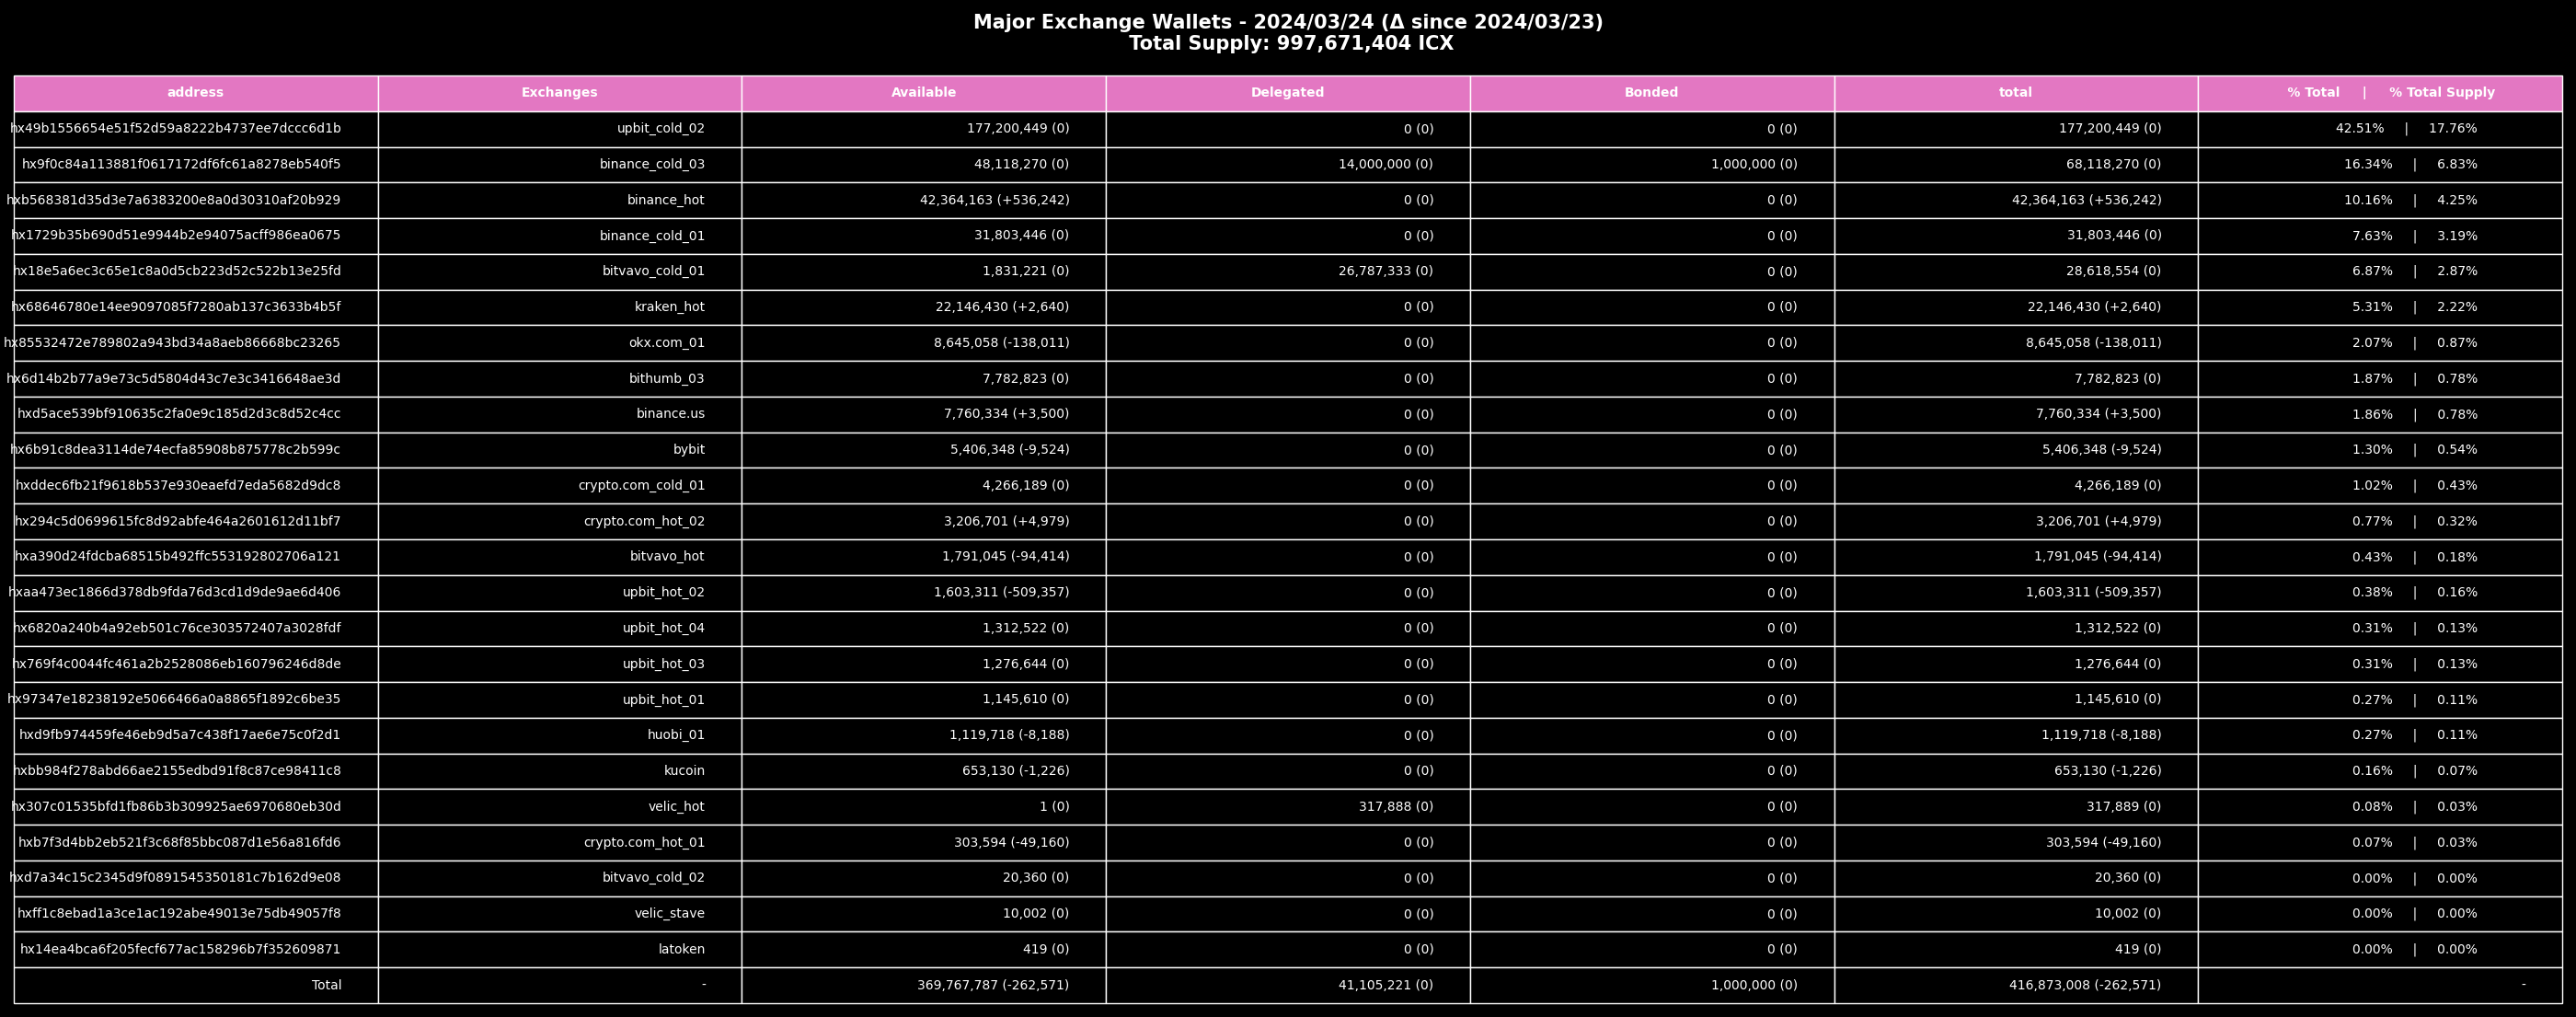 Major Exchange Wallets - 2024/03/24 (Δ since 2024/03/23)
Total Supply: 997,671,404 ICX
address Exchanges Available Delegated Bonded total % Total | % Total Supply
hx49b1556654e51f52d59a8222b4737ee7dccc6d1b upbit_cold_02 177,200,449 (0) 0 (0) 0 (0) 177,200,449 (0) 42.51% | 17.76%
hx9f0c84a113881f0617172df6fc61a8278eb540f5 binance_cold_03 48,118,270 (0) 14,000,000 (0) 1,000,000 (0) 68,118,270 (0) 16.34% | 6.83%
hxb568381d35d3e7a6383200e8a0d30310af20b929 binance_hot 42,364,163 (+536,242) 0 (0) 0 (0) 42,364,163 (+536,242) 10.16% | 4.25%
hx1729b35b690d51e9944b2e94075acff986ea0675 binance_cold_01 31,803,446 (0) 0 (0) 0 (0) 31,803,446 (0) 7.63% | 3.19%
hx18e5a6ec3c65e1c8a0d5cb223d52c522b13e25fd bitvavo_cold_01 1,831,221 (0) 26,787,333 (0) 0 (0) 28,618,554 (0) 6.87% | 2.87%
hx68646780e14ee9097085f7280ab137c3633b4b5f kraken_hot 22,146,430 (+2,640) 0 (0) 0 (0) 22,146,430 (+2,640) 5.31% | 2.22%
hx85532472e789802a943bd34a8aeb86668bc23265 okx.com_01 8,645,058 (-138,011) 0 (0) 0 (0) 8,645,058 (-138,011) 2.07% | 0.87%
hx6d14b2b77a9e73c5d5804d43c7e3c3416648ae3d bithumb_03 7,782,823 (0) 0 (0) 0 (0) 7,782,823 (0) 1.87% | 0.78%
hxd5ace539bf910635c2fa0e9c185d2d3c8d52c4cc binance.us 7,760,334 (+3,500) 0 (0) 0 (0) 7,760,334 (+3,500) 1.86% | 0.78%
hx6b91c8dea3114de74ecfa85908b875778c2b599c bybit 5,406,348 (-9,524) 0 (0) 0 (0) 5,406,348 (-9,524) 1.30% | 0.54%
hxddec6fb21f9618b537e930eaefd7eda5682d9dc8 crypto.com_cold_01 4,266,189 (0) 0 (0) 0 (0) 4,266,189 (0) 1.02% | 0.43%
hx294c5d0699615fc8d92abfe464a2601612d11bf7 crypto.com_hot_02 3,206,701 (+4,979) 0 (0) 0 (0) 3,206,701 (+4,979) 0.77% | 0.32%
hxa390d24fdcba68515b492ffc553192802706a121 bitvavo_hot 1,791,045 (-94,414) 0 (0) 0 (0) 1,791,045 (-94,414) 0.43% | 0.18%
hxaa473ec1866d378db9fda76d3cd1d9de9ae6d406 upbit_hot_02 1,603,311 (-509,357) 0 (0) 0 (0) 1,603,311 (-509,357) 0.38% | 0.16%
hx6820a240b4a92eb501c76ce303572407a3028fdf upbit_hot_04 1,312,522 (0) 0 (0) 0 (0) 1,312,522 (0) 0.31% | 0.13%
hx769f4c0044fc461a2b2528086eb160796246d8de upbit_hot_03 1,276,644 (0) 0 (0) 0 (0) 1,276,644 (0) 0.31% | 0.13%
hx97347e18238192e5066466a0a8865f1892c6be35 upbit_hot_01 1,145,610 (0) 0 (0) 0 (0) 1,145,610 (0) 0.27% | 0.11%
hxd9fb974459fe46eb9d5a7c438f17ae6e75c0f2d1 huobi_01 1,119,718 (-8,188) 0 (0) 0 (0) 1,119,718 (-8,188) 0.27% | 0.11%
hxbb984f278abd66ae2155edbd91f8c87ce98411c8 kucoin 653,130 (-1,226) 0 (0) 0 (0) 653,130 (-1,226) 0.16% | 0.07%
hx307c01535bfd1fb86b3b309925ae6970680eb30d velic_hot 1 (0) 317,888 (0) 0 (0) 317,889 (0) 0.08% | 0.03%
hxb7f3d4bb2eb521f3c68f85bbc087d1e56a816fd6 crypto.com_hot_01 303,594 (-49,160) 0 (0) 0 (0) 303,594 (-49,160) 0.07% | 0.03%
hxd7a34c15c2345d9f0891545350181c7b162d9e08 bitvavo_cold_02 20,360 (0) 0 (0) 0 (0) 20,360 (0) 0.00% | 0.00%
hxff1c8ebad1a3ce1ac192abe49013e75db49057f8 velic_stave 10,002 (0) 0 (0) 0 (0) 10,002 (0) 0.00% | 0.00%
hx14ea4bca6f205fecf677ac158296b7f352609871 latoken 419 (0) 0 (0) 0 (0) 419 (0) 0.00% | 0.00%
Total - 369,767,787 (-262,571) 41,105,221 (0) 1,000,000 (0) 416,873,008 (-262,571) -